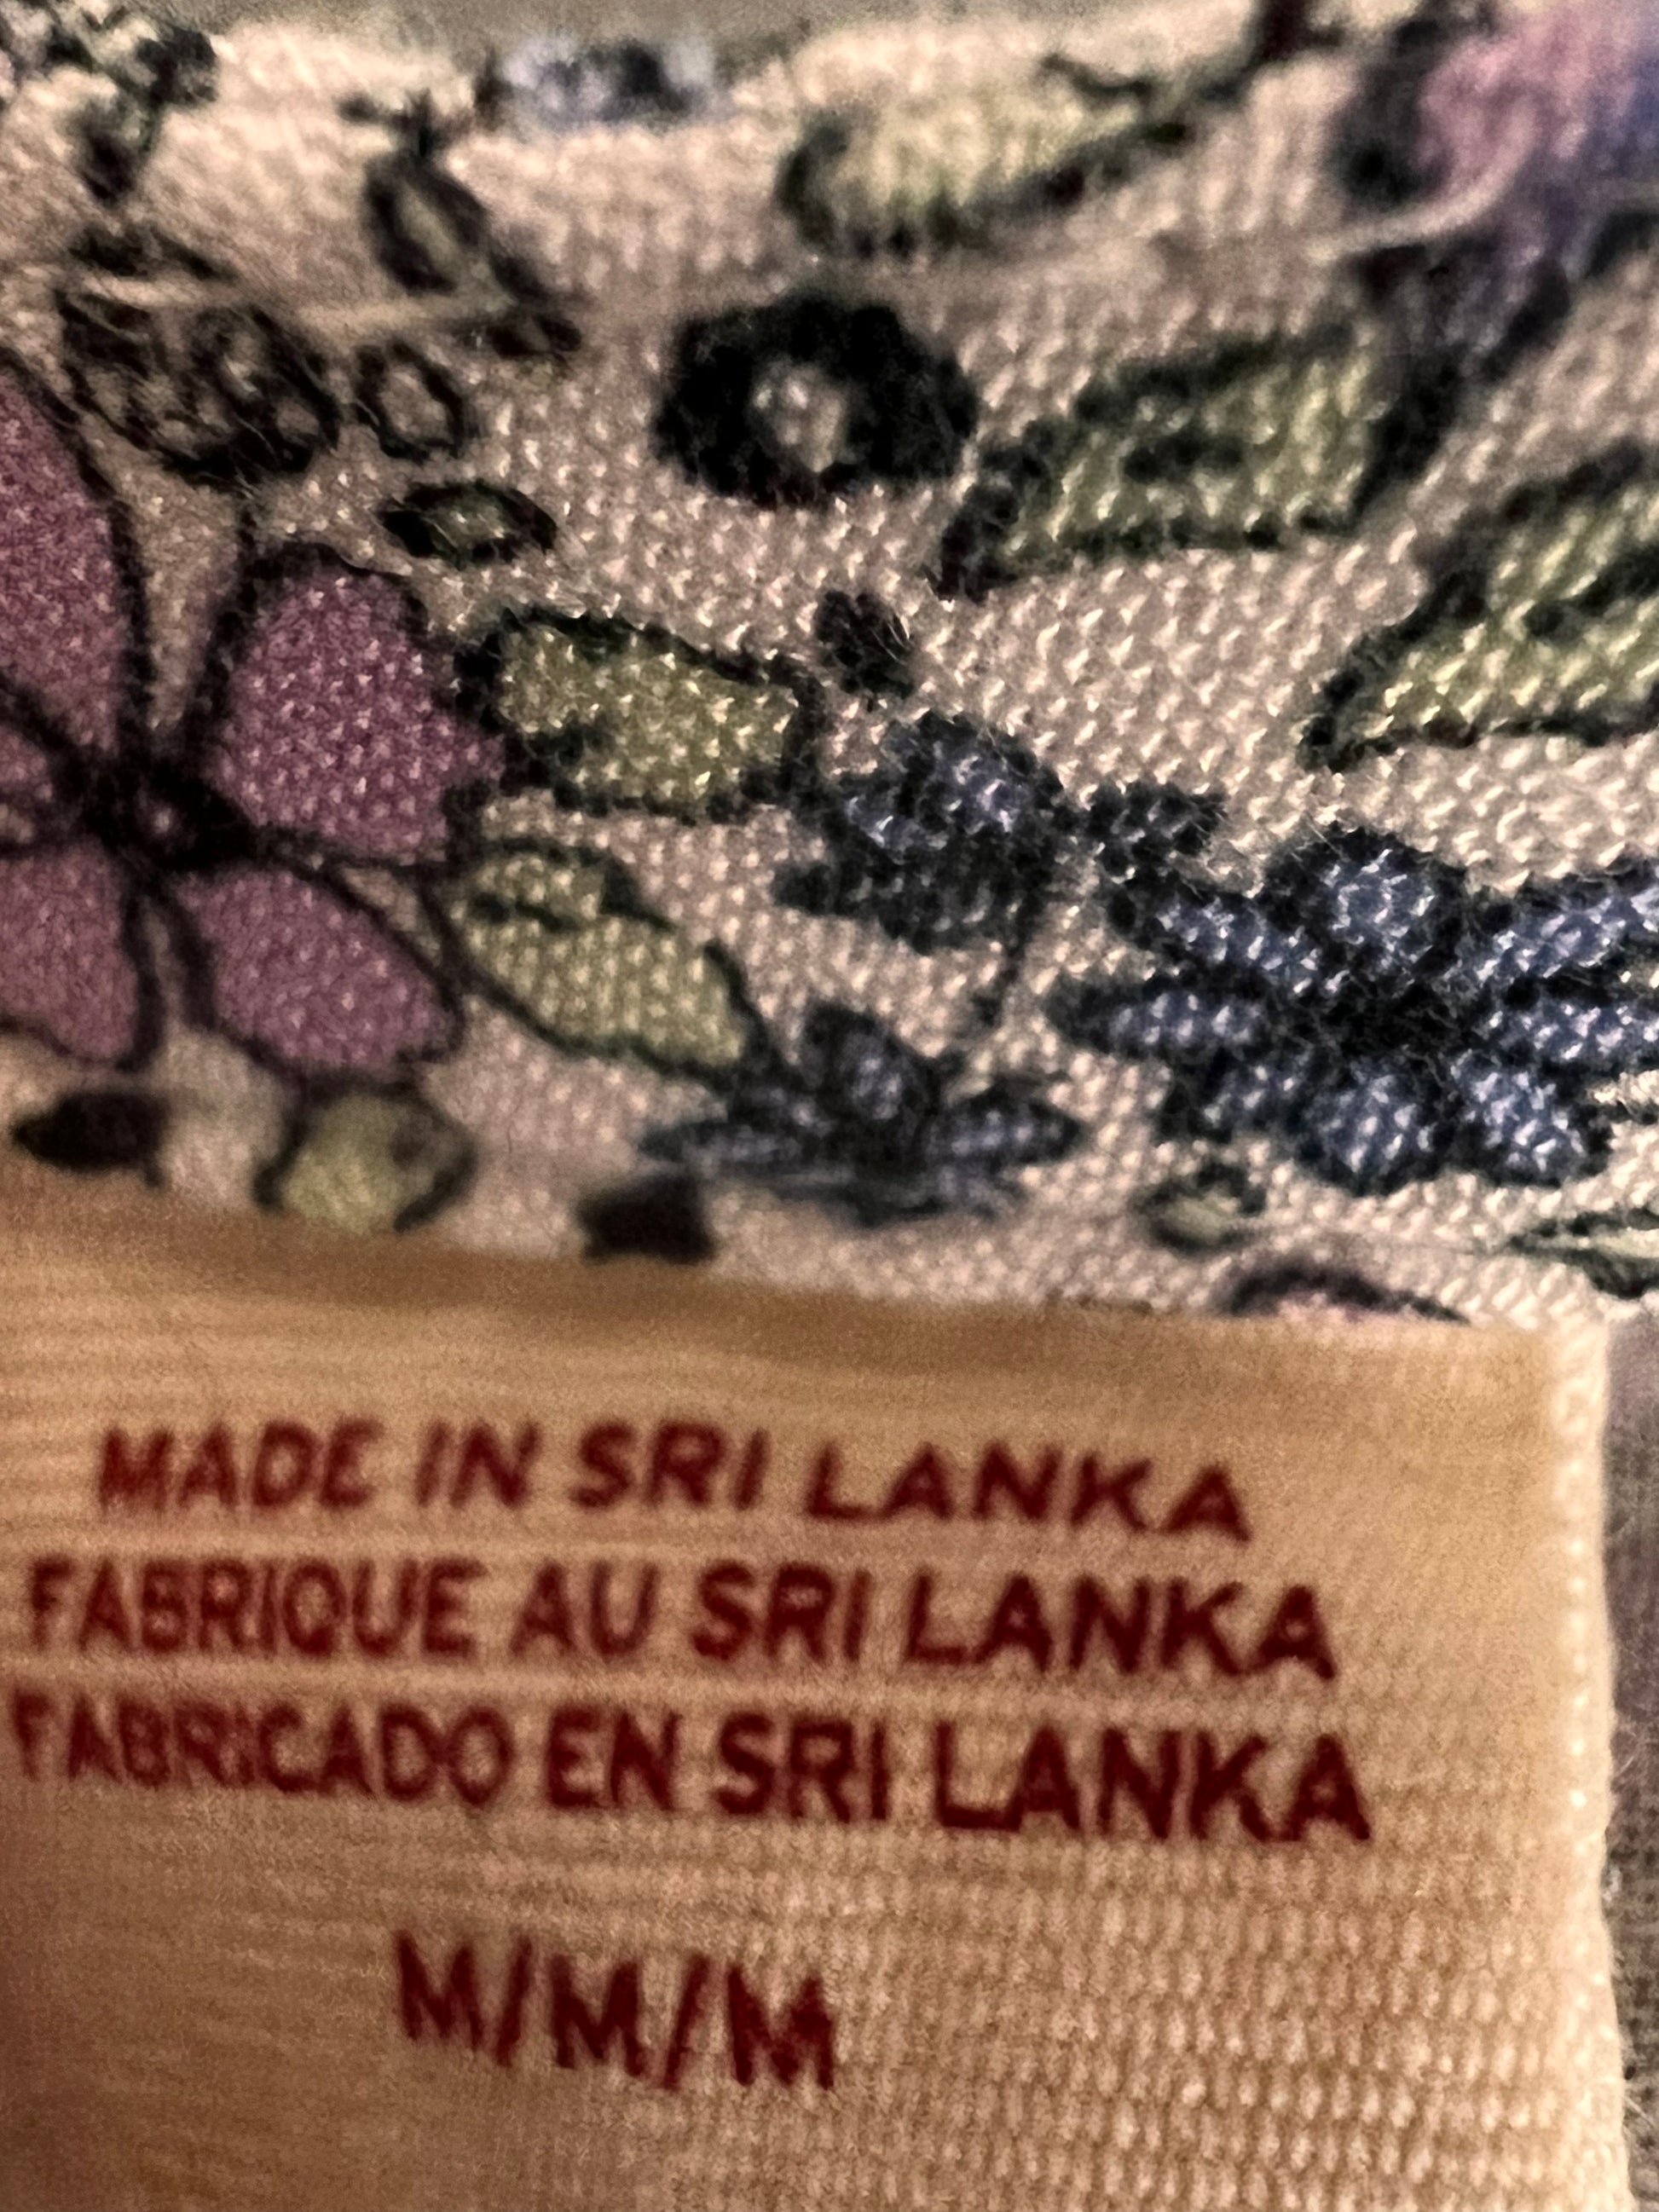 MADE IN SRI LANKA
FABRIQUE AU SRI LANKA
FABRICADO EN SRI LANKA
M/M/M